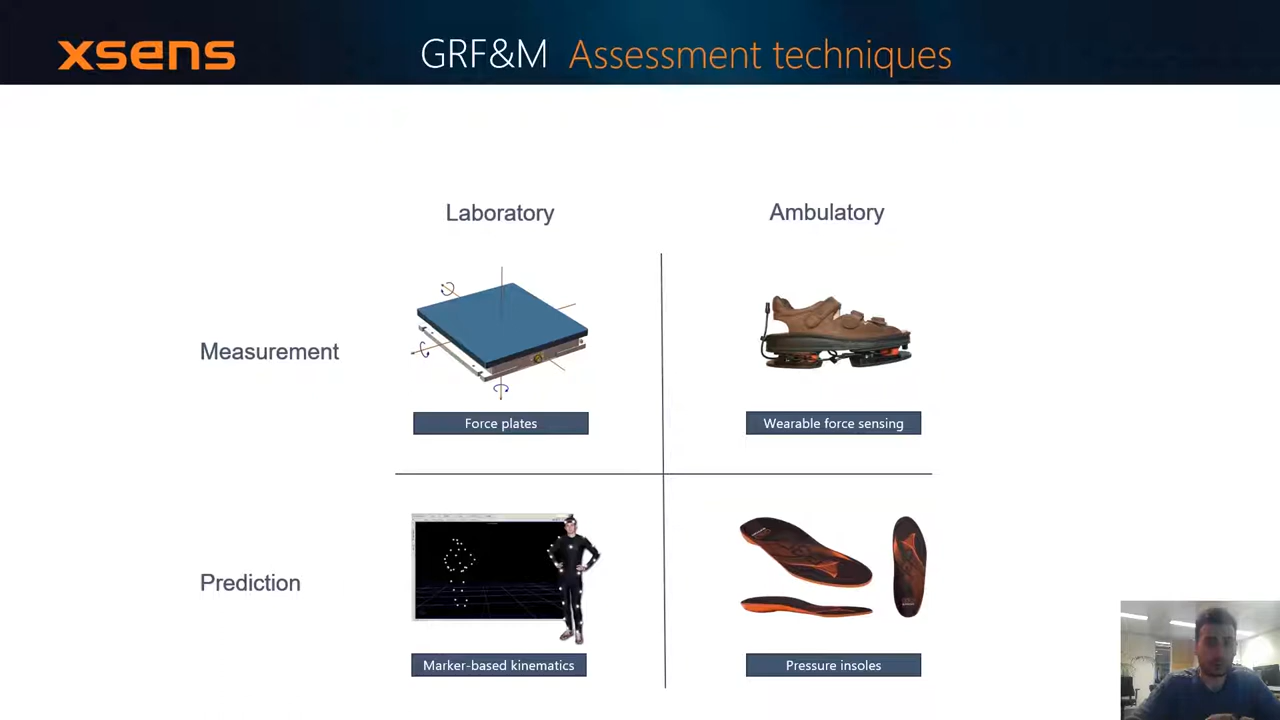 xsens
GRF&M Assessment techniques
Laboratory
Ambulatory
Measurement
Force plates
Wearable force sensing
Prediction
Marker-based kinematics
Pressure insoles